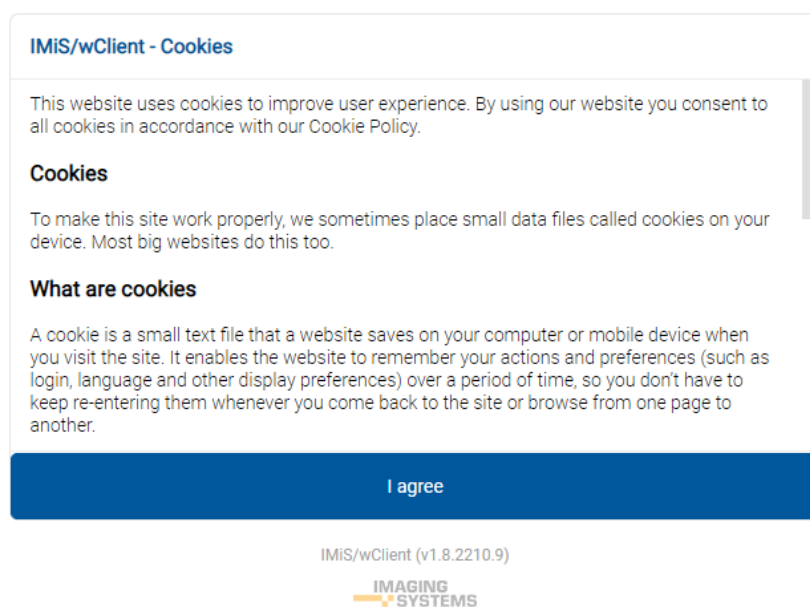 IMiS/wClient - Cookies
This website uses cookies to improve user experience. By using our website you consent to
all cookies in accordance with our Cookie Policy.
Cookies
To make this site work properly, we sometimes place small data files called cookies on your
device. Most big websites do this too.
What are cookies
A cookie is a small text file that a website saves on your computer or mobile device when
you visit the site. It enables the website to remember your actions and preferences (such as
login, language and other display preferences) over a period of time, so you don't have to
keep re-entering them whenever you come back to the site or browse from one page to
another.
I agree
IMiS/wClient (v1.8.2210.9)
IMAGING
SYSTEMS